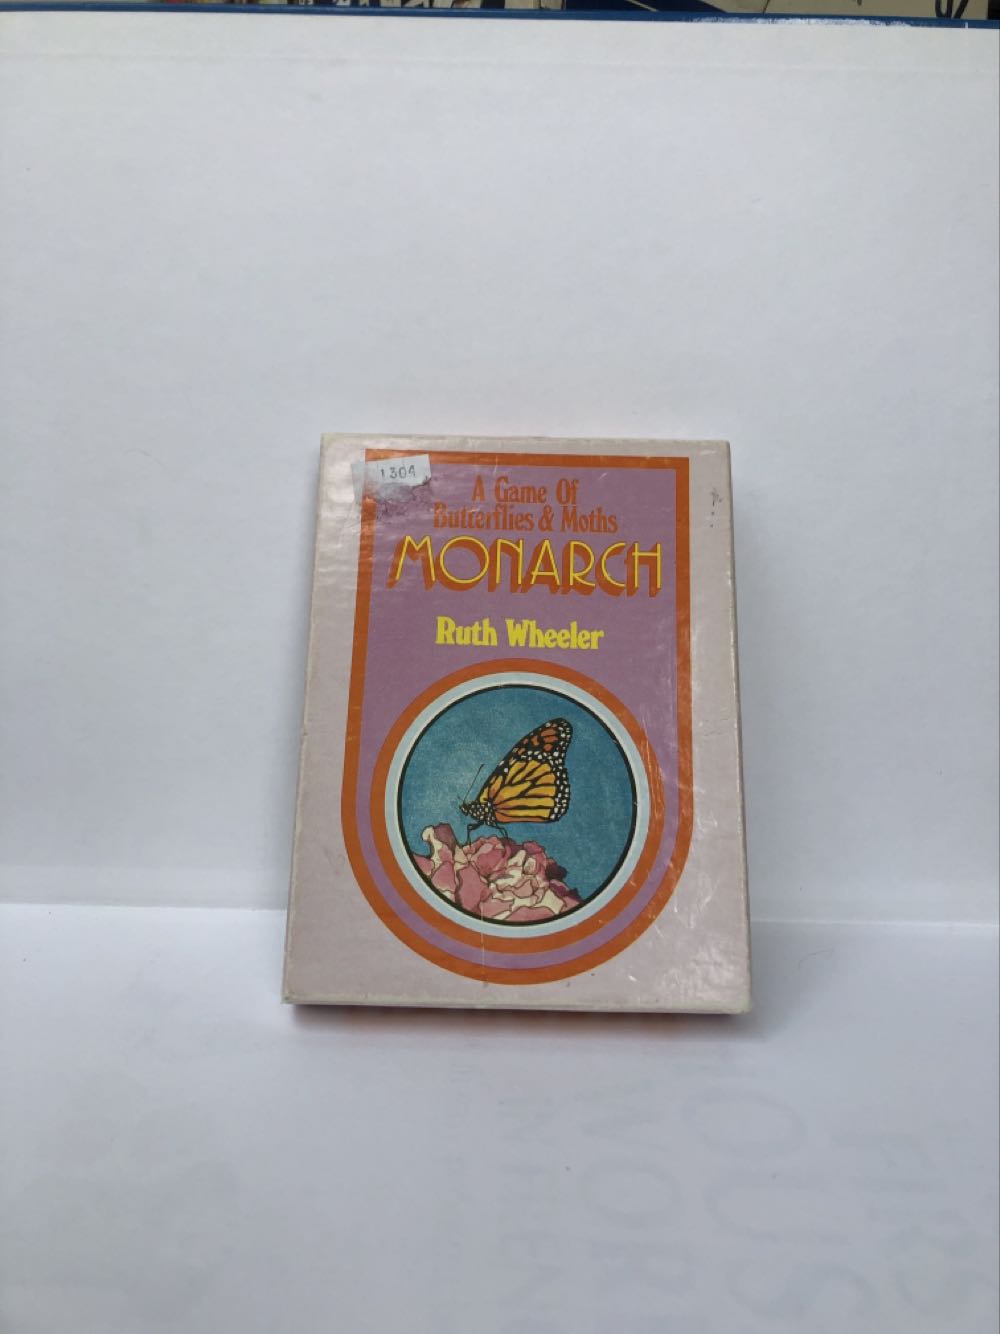 1304
A Game Of
Butterflies & Moths
MONARCH
Ruth Wheeler